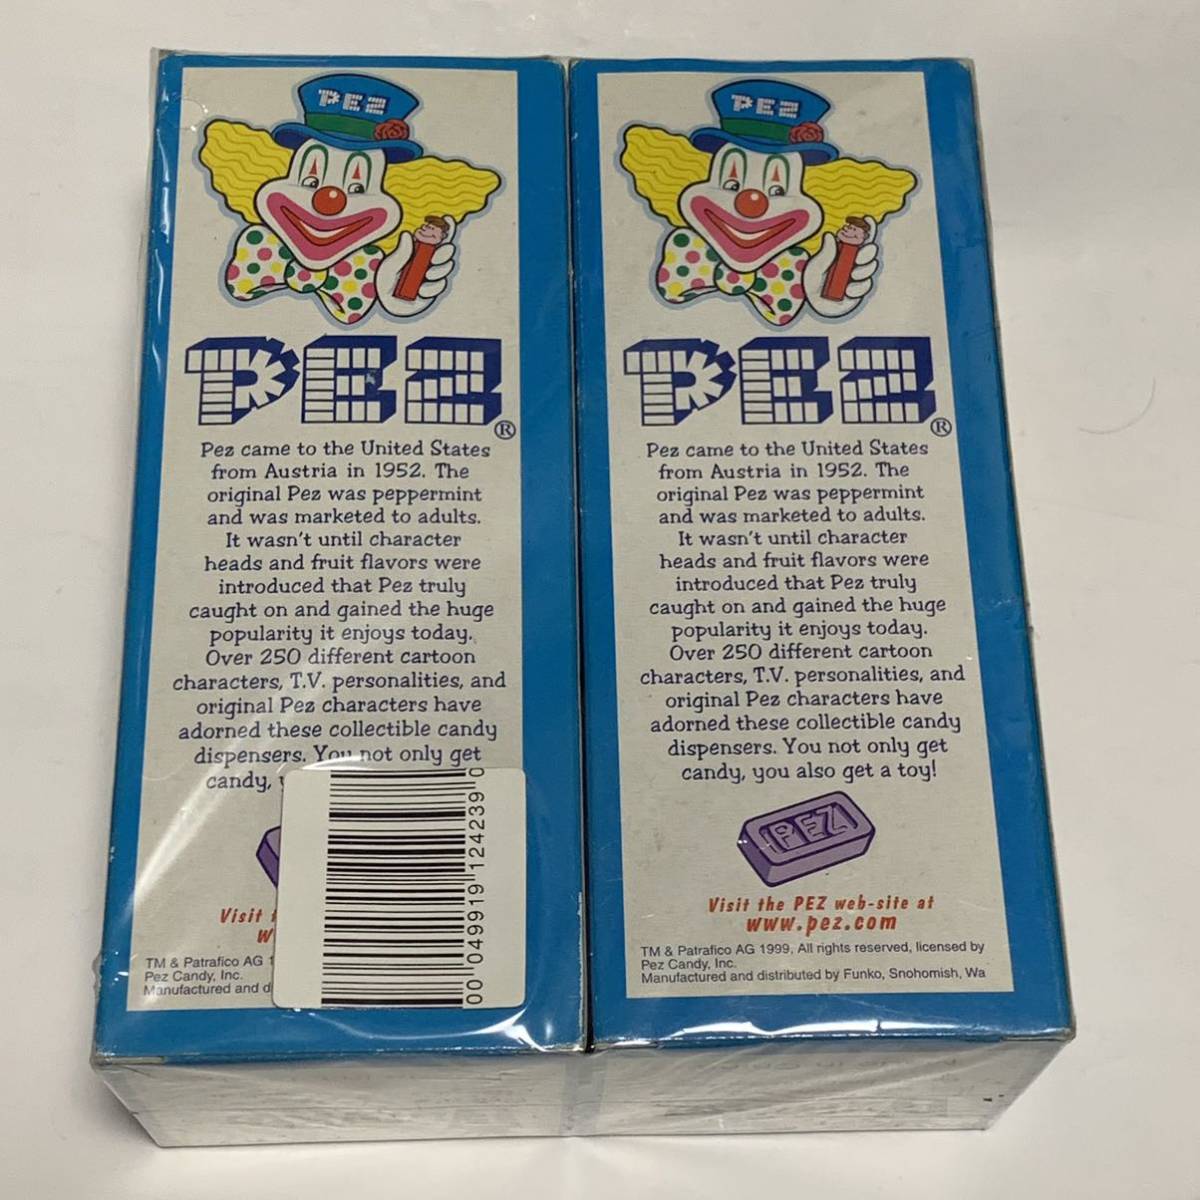 PEZ
PEZ®
Pez came to the United States
from Austria in 1952. The
original Pez was peppermint
and was marketed to adults.
It wasn't until character
heads and fruit flavors were
introduced that Pez truly
caught on and gained the huge
popularity it enjoys today.
Over 250 different cartoon
characters, T.V. personalities, and
original Pez characters have
adorned these collectible candy
dispensers. You not only get
candy,
Visit
TM & Patrafico AG
Pez Candy, Inc.
Manufactured and
00 049919 124239 0
PEZ
PEZ®
Pez came to the United States
from Austria in 1952. The
original Pez was peppermint
and was marketed to adults.
It wasn't until character
heads and fruit flavors were
introduced that Pez truly
caught on and gained the huge
popularity it enjoys today.
Over 250 different cartoon
characters, T.V. personalities, and
original Pez characters have
adorned these collectible candy
dispensers. You not only get
candy, you also get a toy!
PEZ
Visit the PEZ web-site at
www.pez.com
TM & Patrafico AG 1999, All rights reserved, licensed by
Pez Candy, Inc.
Manufactured and distributed by Funko, Snohomish, Wa